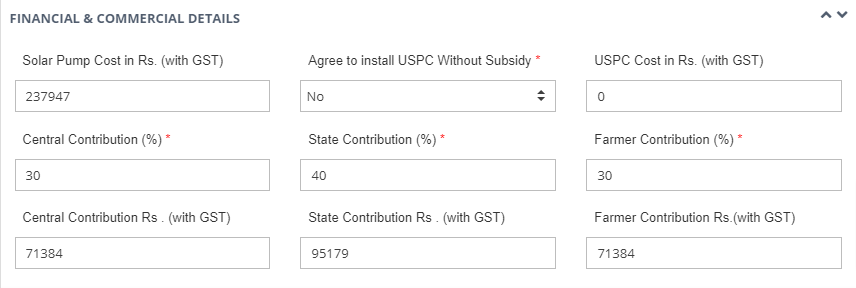 FINANCIAL & COMMERCIAL DETAILS
Solar Pump Cost in Rs. (with GST) Agree to install USPC Without Subsidy * USPC Cost in Rs. (with GST)
237947 No 0
Central Contribution (%) * State Contribution (%) * Farmer Contribution (%) *
30 40 30
Central Contribution Rs . (with GST) State Contribution Rs . (with GST) Farmer Contribution Rs.(with GST)
71384 95179 71384